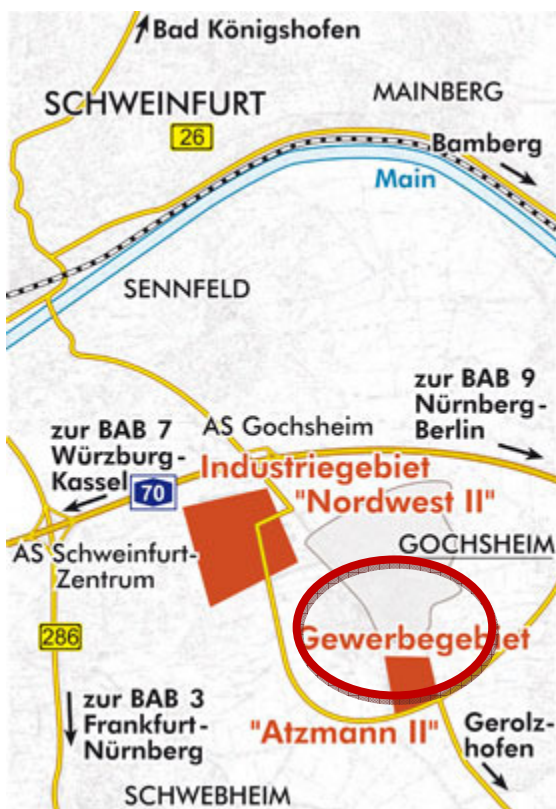 Bad Königshofen
SCHWEINFURT
MAINBERG
26
Bamberg
Main
SENNFELD
zur BAB 9
Nürnberg-
Berlin
AS Gochsheim
zur BAB 7
Würzburg-
Kassel
70
Industriegebiet
"Nordwest II"
GOCHSHEIM
AS Schweinfurt-
Zentrum
286
Gewerbegebiet
"Atzmann II"
zur BAB 3
Frankfurt-
Nürnberg
Gerolz-
hofen
SCHWEBHEIM